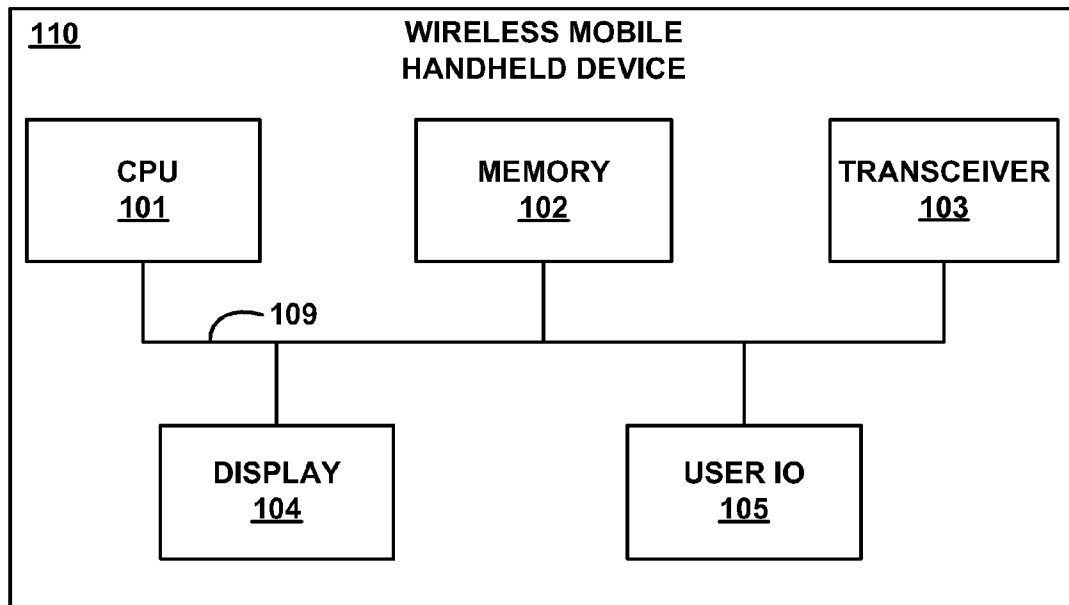 110
WIRELESS MOBILE
HANDHELD DEVICE
CPU
101
MEMORY
102
TRANSCEIVER
103
109
DISPLAY
104
USER IO
105